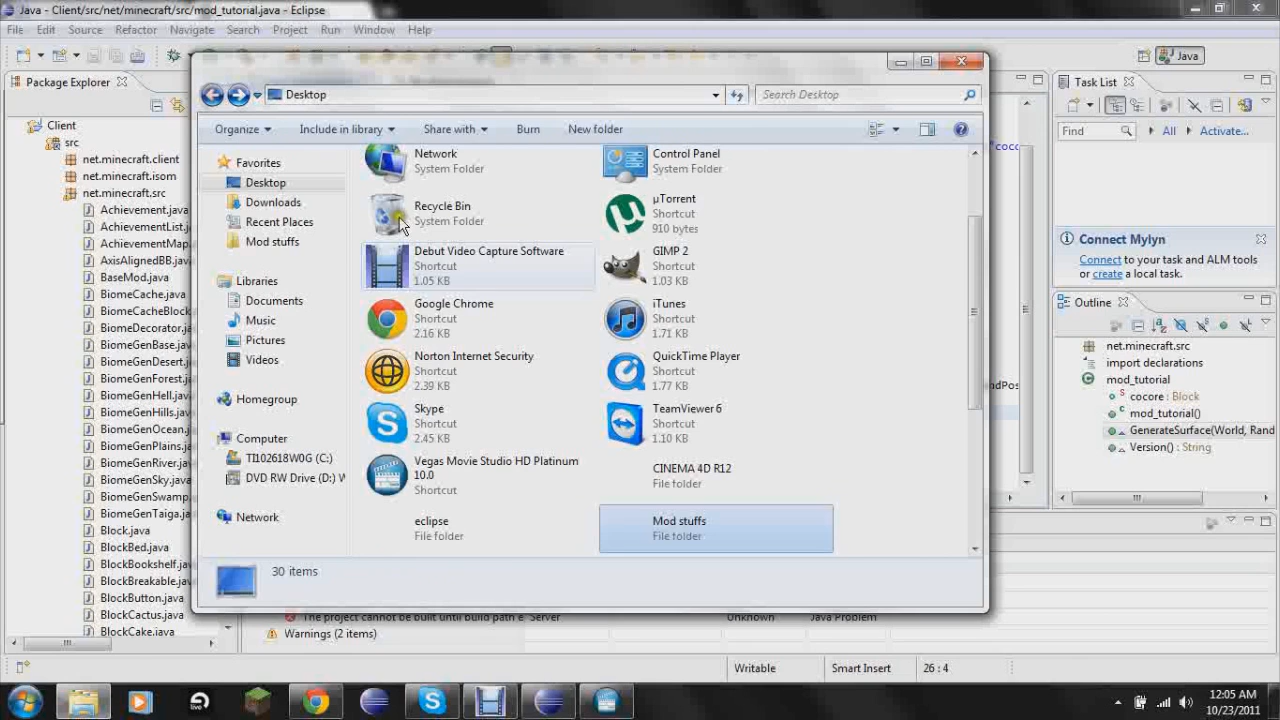 Java - Client/src/net/minecraft/src/mod_tutorial.java - Eclipse
File Edit Source Refactor Navigate Search Project Run Window Help
Java
Package Explorer
Client
src
net.minecraft.client
net.minecraft.isom
net.minecraft.src
Achievement.java
AchievementList.java
AchievementMap.
AxisAlignedBB.jav
BaseMod.java
BiomeCache.java
BiomeCacheBlock
BiomeDecorator.jav
BiomeGenBase.java
BiomeGenDesert.jav
BiomeGenForest.java
BiomeGenHell.java
BiomeGenHills.java
BiomeGenOcean.jav
BiomeGenPlains.jav
BiomeGenRiver.java
BiomeGenSky.java
BiomeGenSwamp.
BiomeGenTaiga.jav
Block.java
BlockBed.java
BlockBookshelf.java
BlockBreakable.java
BlockButton.java
BlockCactus.java
BlockCake.java
Desktop
Search Desktop
Organize Include in library Share with Burn New folder
Favorites
Desktop
Downloads
Recent Places
Mod stuffs
Libraries
Documents
Music
Pictures
Videos
Homegroup
Computer
TI102618W0G (C:)
DVD RW Drive (D:) W
Network
Network
System Folder
Control Panel
System Folder
Recycle Bin
System Folder
µTorrent
Shortcut
910 bytes
Debut Video Capture Software
Shortcut
1.05 KB
GIMP 2
Shortcut
1.03 KB
Google Chrome
Shortcut
2.16 KB
iTunes
Shortcut
1.71 KB
Norton Internet Security
Shortcut
2.39 KB
QuickTime Player
Shortcut
1.77 KB
Skype
Shortcut
2.45 KB
TeamViewer 6
Shortcut
1.10 KB
Vegas Movie Studio HD Platinum
10.0
Shortcut
CINEMA 4D R12
File folder
eclipse
File folder
Mod stuffs
File folder
30 items
"coco
andPos
Task List
Find All Activate...
Connect Mylyn
Connect to your task and ALM tools
or create a local task.
Outline
net.minecraft.src
import declarations
mod_tutorial
cocore : Block
mod_tutorial()
GenerateSurface(World, Rand
Version() : String
The project cannot be built until build path e Server Unknown Java Problem
Warnings (2 items)
Writable Smart Insert 26 : 4
live
12:05 AM
10/23/2011